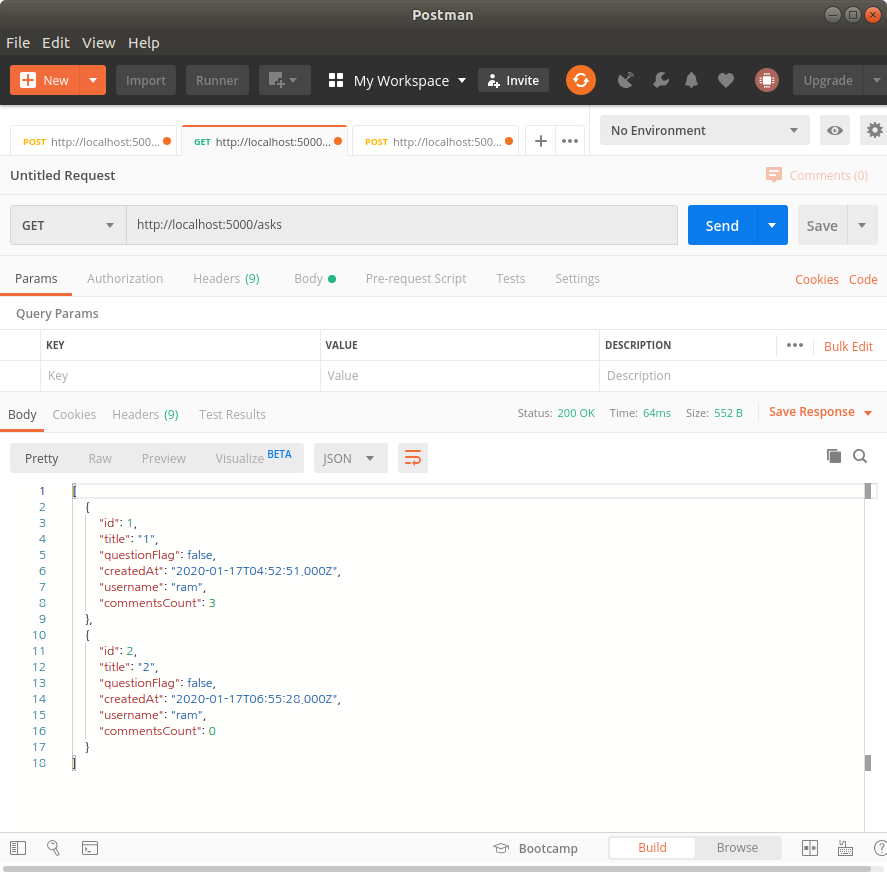 Postman
File Edit View Help
New Import Runner My Workspace Invite Upgrade
POST http://localhost:500... GET http://localhost:5000... POST http://localhost:500... No Environment
Untitled Request Comments (0)
GET http://localhost:5000/asks Send Save
Params Authorization Headers (9) Body Pre-request Script Tests Settings Cookies Code
Query Params
KEY VALUE DESCRIPTION Bulk Edit
Key Value Description
Body Cookies Headers (9) Test Results Status: 200 OK Time: 64ms Size: 552 B Save Response
Pretty Raw Preview Visualize BETA JSON
1 [
2 {
3 "id": 1,
4 "title": "1",
5 "questionFlag": false,
6 "createdAt": "2020-01-17T04:52:51.000Z",
7 "username": "ram",
8 "commentsCount": 3
9 },
10 {
11 "id": 2,
12 "title": "2",
13 "questionFlag": false,
14 "createdAt": "2020-01-17T06:55:28.000Z",
15 "username": "ram",
16 "commentsCount": 0
17 }
18 ]
Bootcamp Build Browse